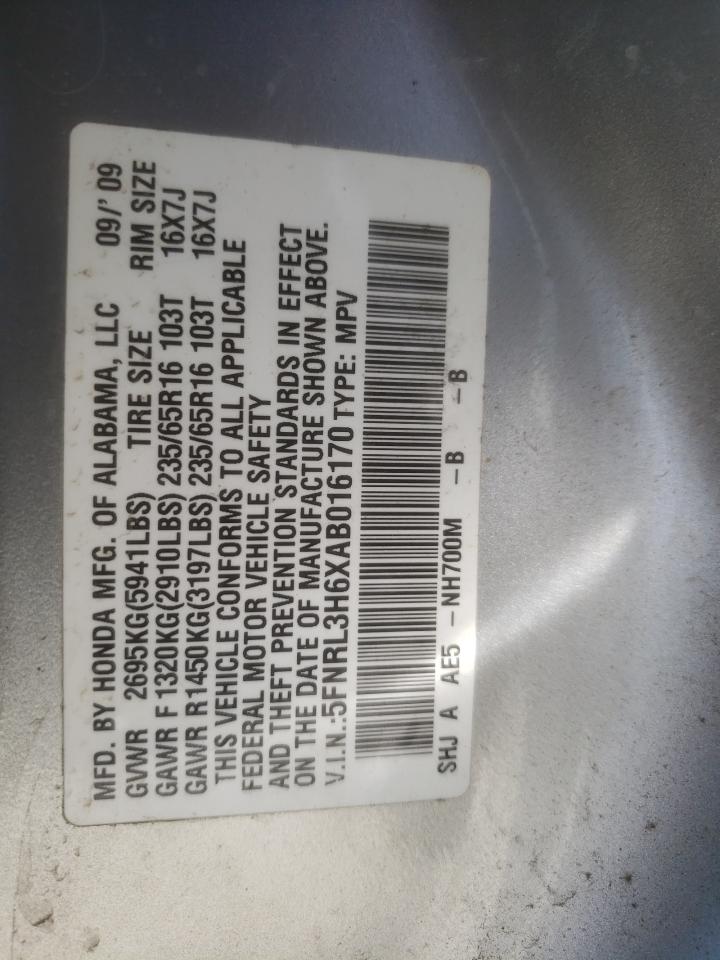 MFD. BY HONDA MFG. OF ALABAMA, LLC 09/' 09
GVWR 2695KG(5941LBS) TIRE SIZE RIM SIZE
GAWR F 1320KG(2910LBS) 235/65R16 103T 16X7J
GAWR R1450KG(3197LBS) 235/65R16 103T 16X7J
THIS VEHICLE CONFORMS TO ALL APPLICABLE
FEDERAL MOTOR VEHICLE SAFETY
AND THEFT PREVENTION STANDARDS IN EFFECT
ON THE DATE OF MANUFACTURE SHOWN ABOVE.
V.I.N.:5FNRL3H6XAB016170 TYPE: MPV
SHJ A AE5 -NH700M -B -B